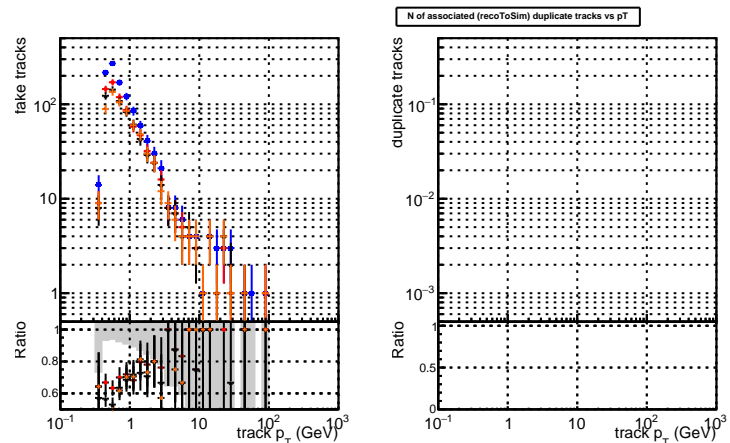 N of associated (recoToSim) duplicate tracks vs pT
fake tracks
10²
10
1
Ratio
1
0.8
0.6
10⁻¹ 1 10 10² 10³
track p_T (GeV)
duplicate tracks
10⁻¹
10⁻²
10⁻³
Ratio
1
0.5
0
10⁻¹ 1 10 10² 10³
track p_T (GeV)